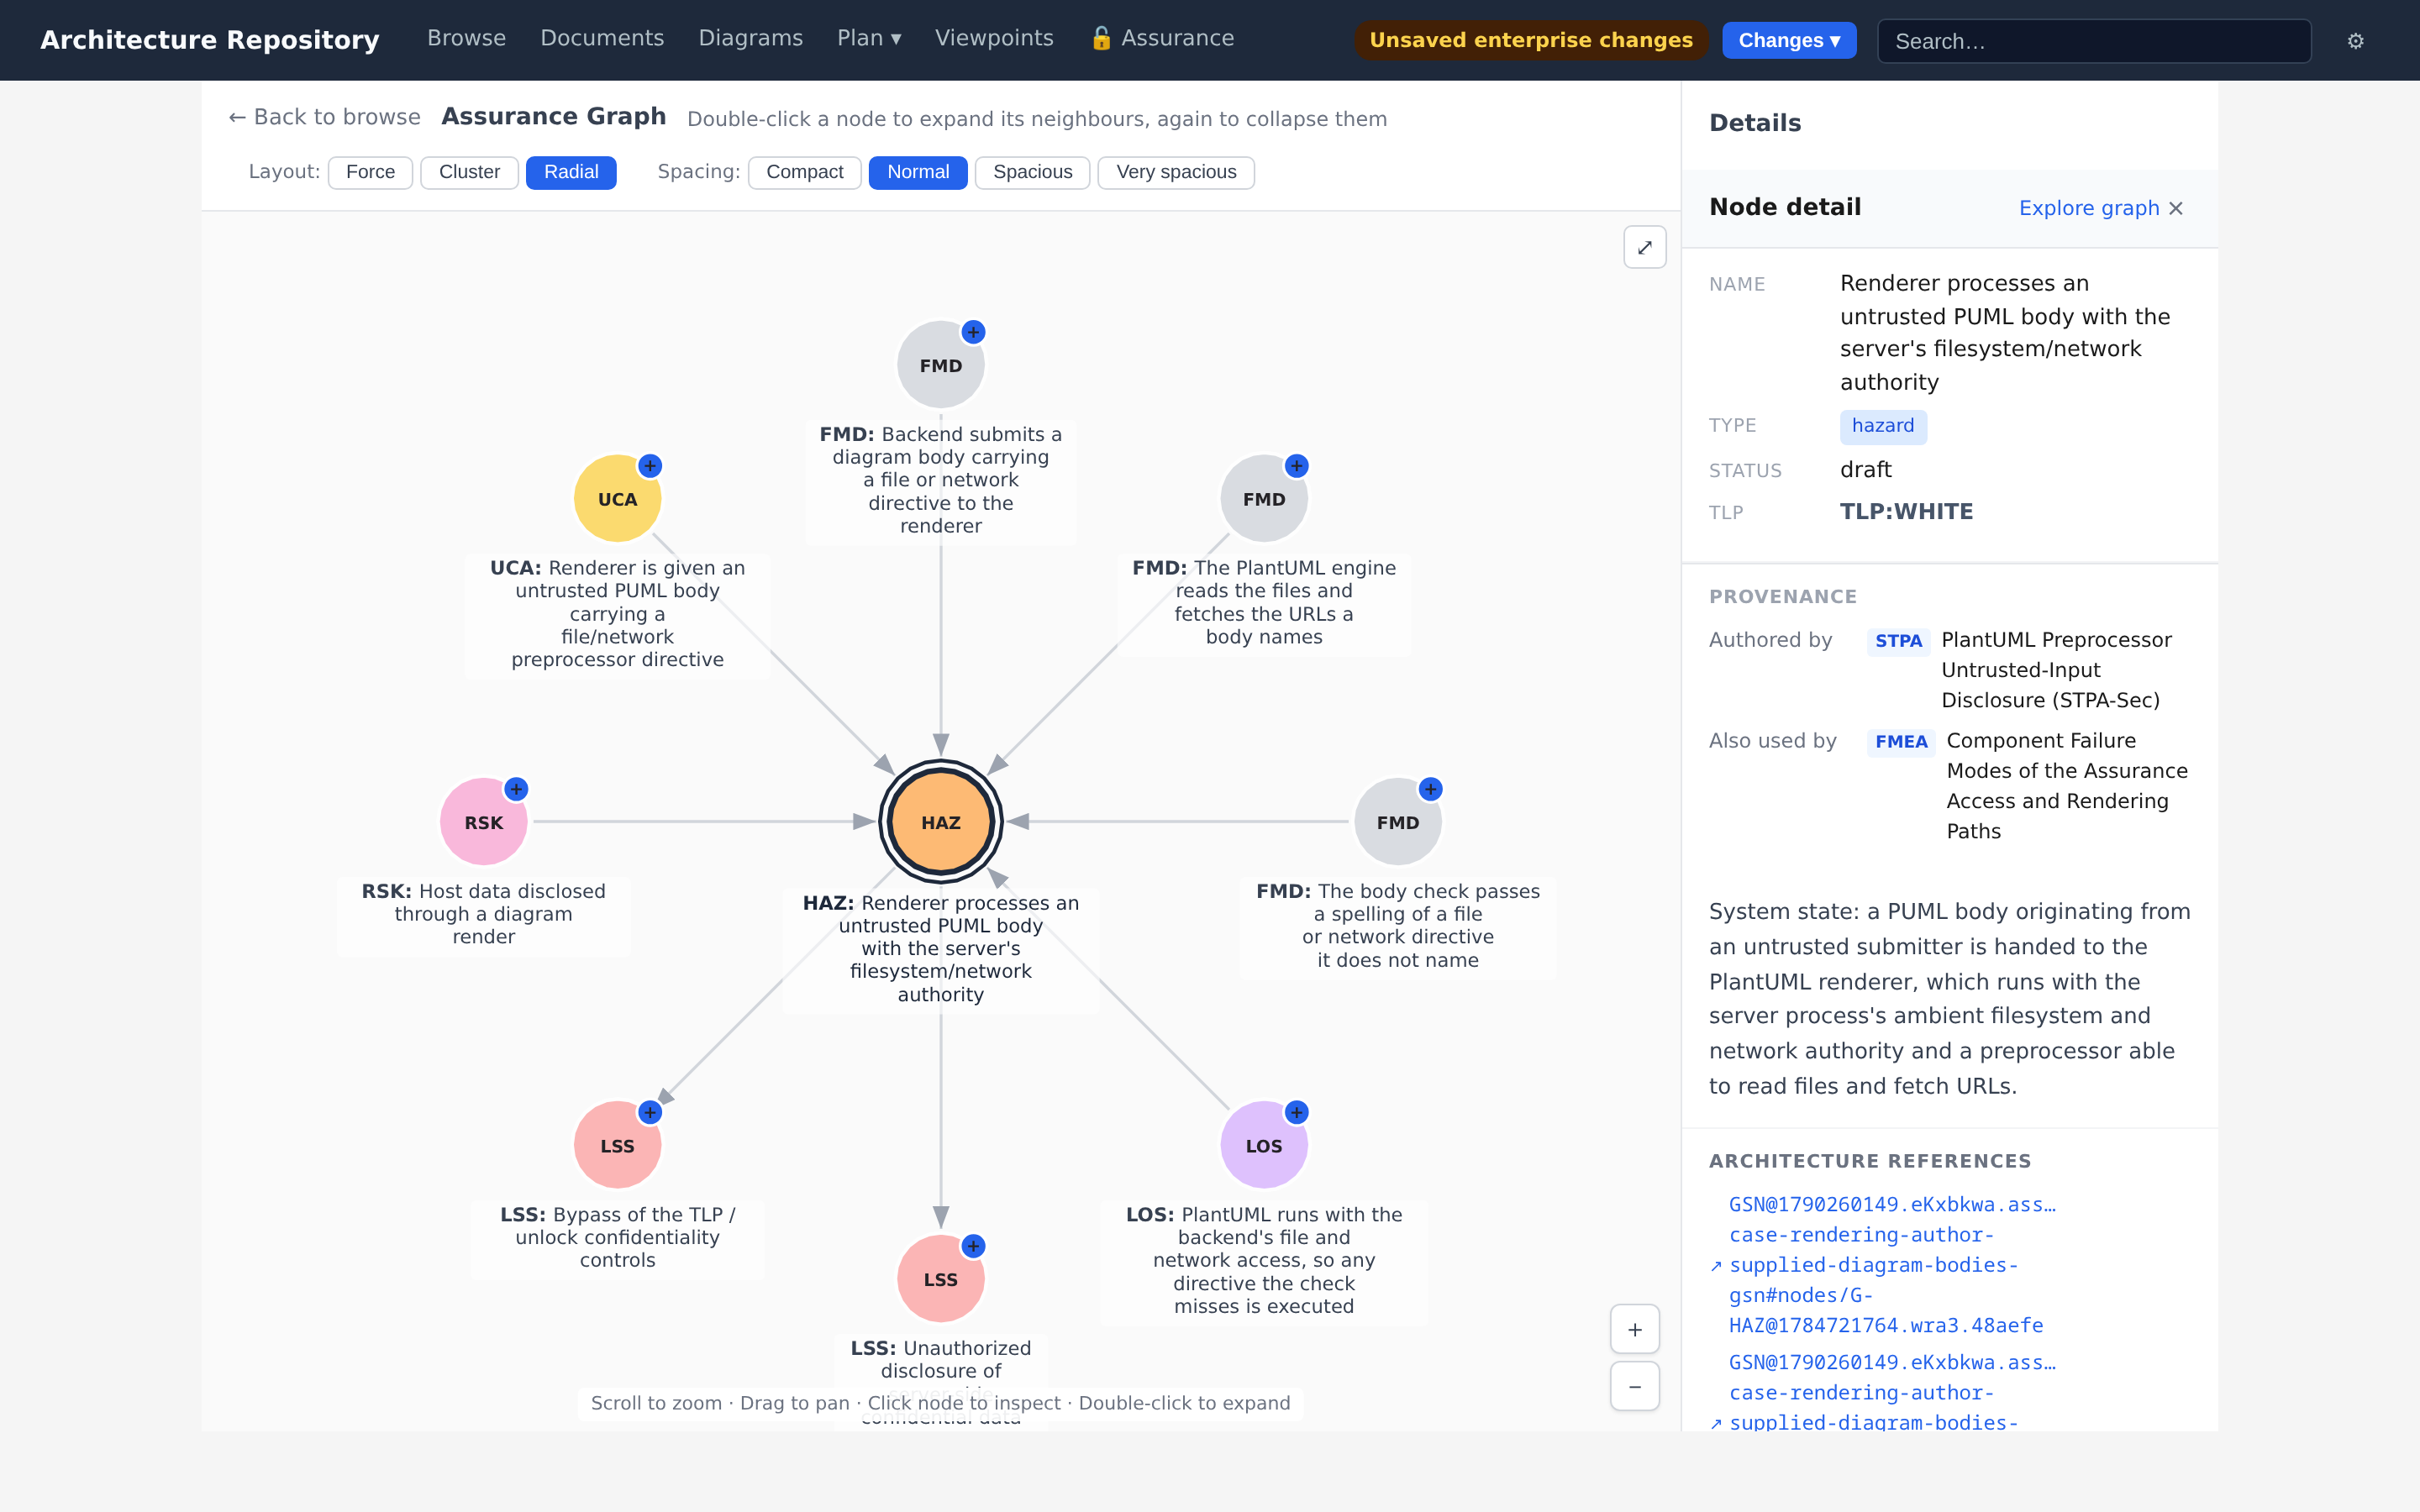 Architecture Repository
Browse
Documents
Diagrams
Plan ▾
Viewpoints
🔓 Assurance
Unsaved enterprise changes
Changes ▾
Search…
← Back to browse
Assurance Graph
Double-click a node to expand its neighbours, again to collapse them
Layout:
Force
Cluster
Radial
Spacing:
Compact
Normal
Spacious
Very spacious
FMD
FMD: Backend submits a
diagram body carrying
a file or network
directive to the
renderer
UCA
UCA: Renderer is given an
untrusted PUML body
carrying a
file/network
preprocessor directive
FMD
FMD: The PlantUML engine
reads the files and
fetches the URLs a
body names
RSK
RSK: Host data disclosed
through a diagram
render
HAZ
HAZ: Renderer processes an
untrusted PUML body
with the server's
filesystem/network
authority
FMD
FMD: The body check passes
a spelling of a file
or network directive
it does not name
LSS
LSS: Bypass of the TLP /
unlock confidentiality
controls
LSS
LSS: Unauthorized
disclosure of
server-side
confidential data
LOS
LOS: PlantUML runs with the
backend's file and
network access, so any
directive the check
misses is executed
Scroll to zoom · Drag to pan · Click node to inspect · Double-click to expand
Details
Node detail
Explore graph ✕
NAME
Renderer processes an
untrusted PUML body with the
server's filesystem/network
authority
TYPE
hazard
STATUS
draft
TLP
TLP:WHITE
PROVENANCE
Authored by
STPA
PlantUML Preprocessor
Untrusted-Input
Disclosure (STPA-Sec)
Also used by
FMEA
Component Failure
Modes of the Assurance
Access and Rendering
Paths
System state: a PUML body originating from
an untrusted submitter is handed to the
PlantUML renderer, which runs with the
server process's ambient filesystem and
network authority and a preprocessor able
to read files and fetch URLs.
ARCHITECTURE REFERENCES
GSN@1790260149.eKxbkwa.ass…
case-rendering-author-
↗ supplied-diagram-bodies-
gsn#nodes/G-
HAZ@1784721764.wra3.48aefe
GSN@1790260149.eKxbkwa.ass…
case-rendering-author-
↗ supplied-diagram-bodies-